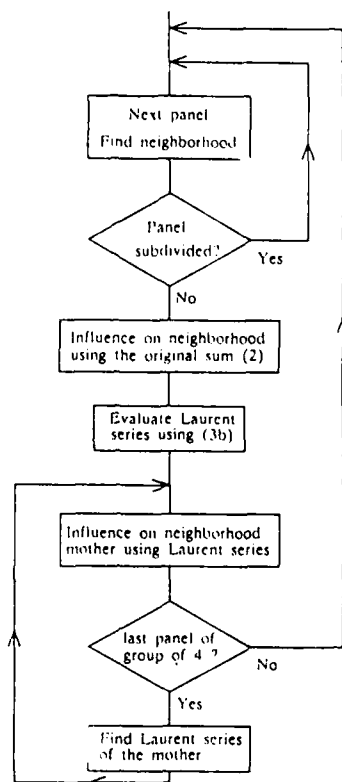 Next panel
Find neighborhood
Panel
subdivided?
Yes
No
Influence on neighborhood
using the original sum (2)
Evaluate Laurent
series using (3b)
Influence on neighborhood
mother using Laurent series
last panel of
group of 4 ?
No
Yes
Find Laurent series
of the mother